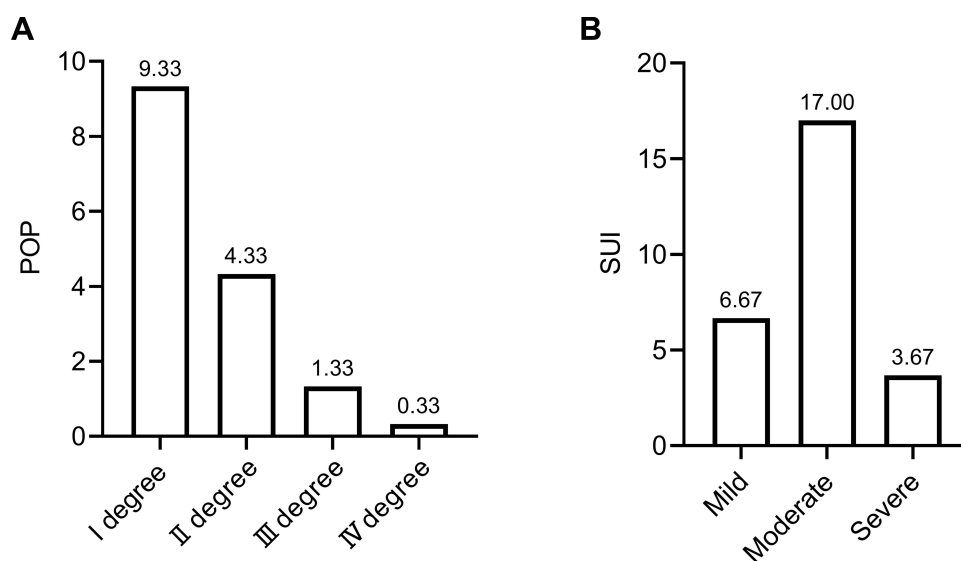 A
POP
10
8
6
4
2
0
9.33
4.33
1.33
0.33
Ⅰ degree
Ⅱ degree
Ⅲ degree
Ⅳ degree
B
SUI
20
15
10
5
0
6.67
17.00
3.67
Mild
Moderate
Severe